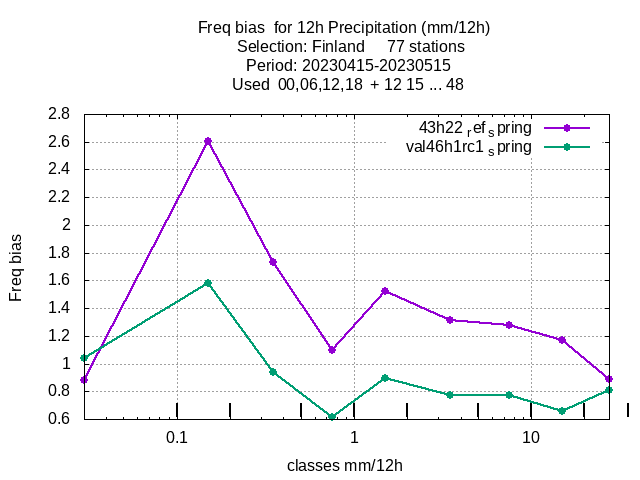 Freq bias  for 12h Precipitation (mm/12h)
Selection: Finland     77 stations
Period: 20230415-20230515
Used  00,06,12,18  + 12 15 ... 48
43h22 ref spring
val46h1rc1 spring
2.8
2.6
2.4
2.2
2
1.8
1.6
1.4
1.2
1
0.8
0.6
Freq bias
0.1 1 10
classes mm/12h